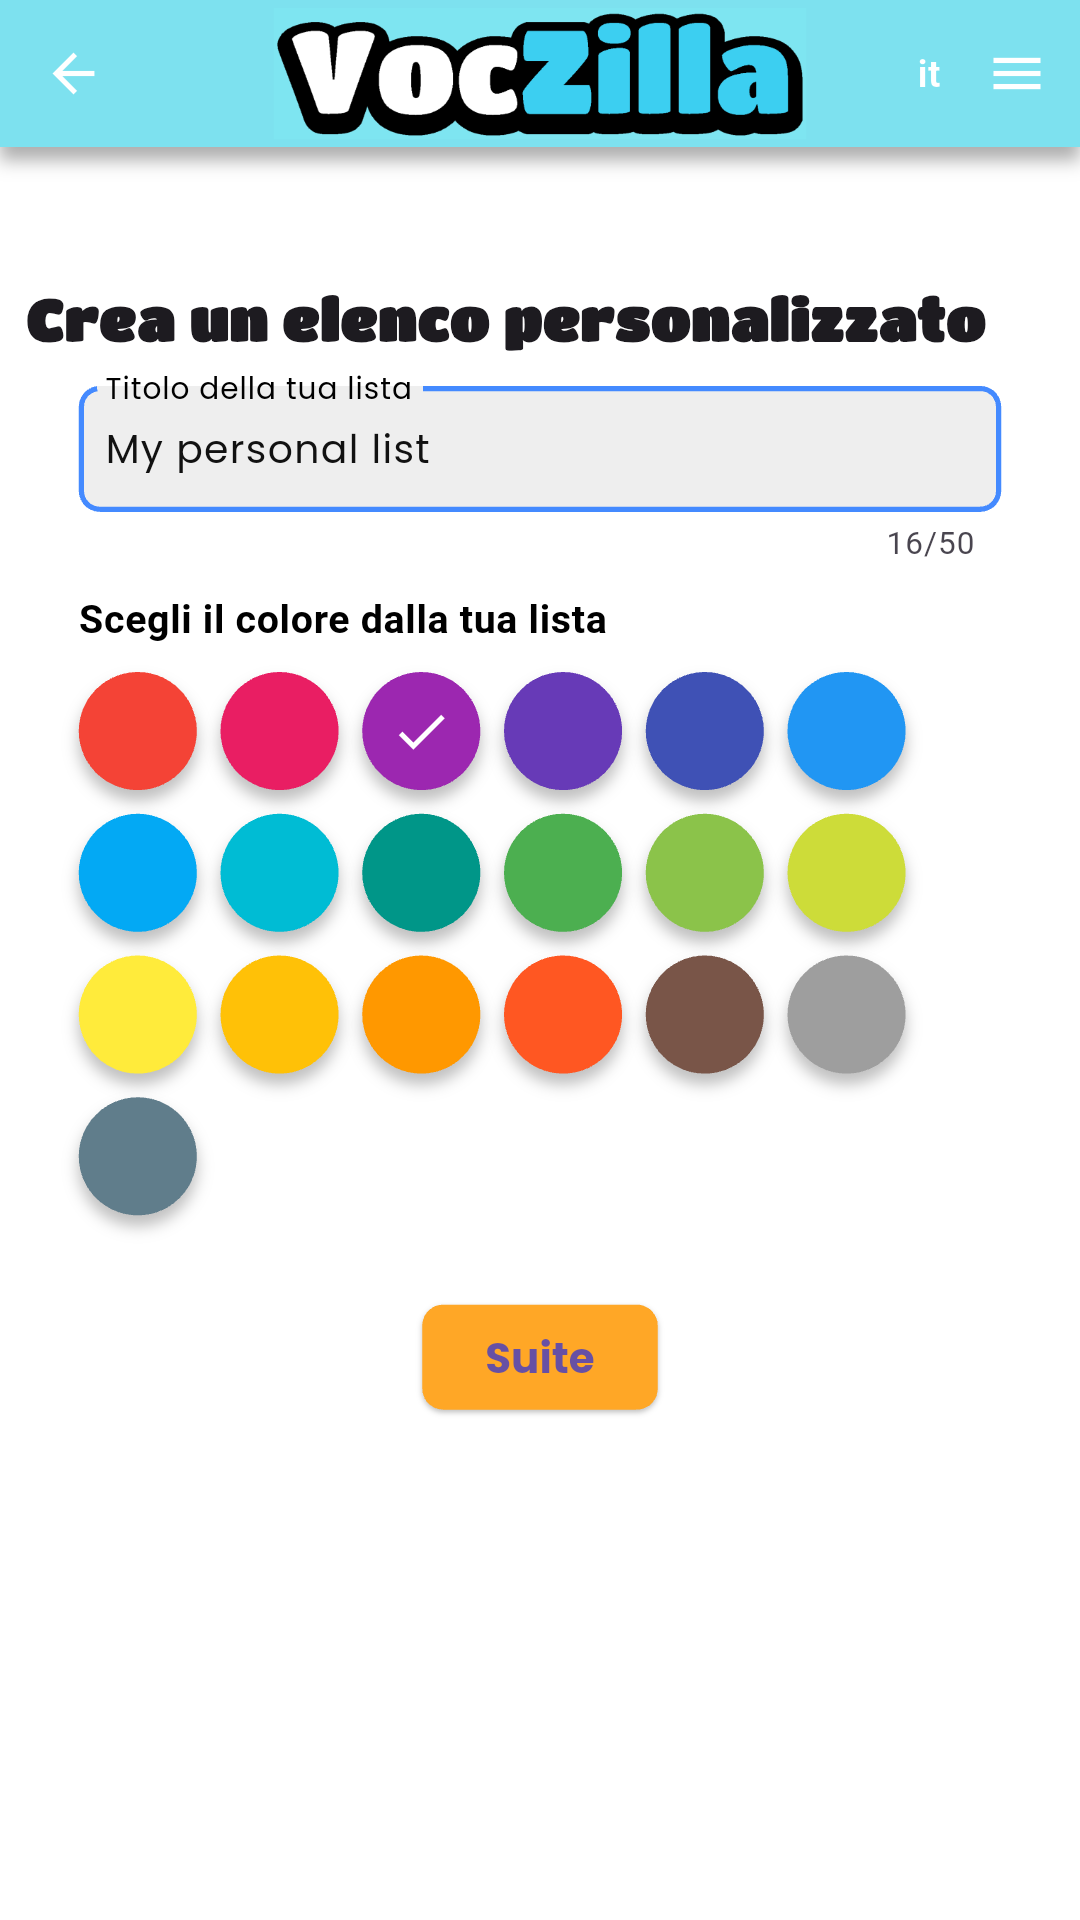 VocZilla
it
Crea un elenco personalizzato
Titolo della tua lista
My personal list
16/50
Scegli il colore dalla tua lista
Suite